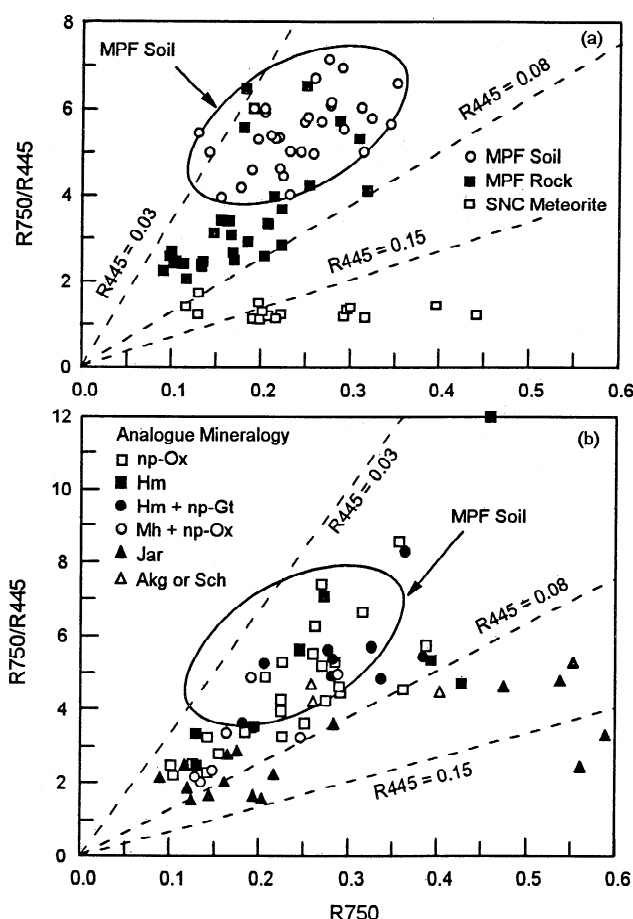 8
(a)
MPF Soil
6
R445 = 0.08
MPF Soil
MPF Rock
SNC Meteorite
4
R750/R445
R445 = 0.03
R445 = 0.15
2
0
0.0 0.1 0.2 0.3 0.4 0.5 0.6
12
(b)
Analogue Mineralogy
np-Ox
Hm
Hm + np-Gt
Mh + np-Ox
Jar
Akg or Sch
10
R445 = 0.03
MPF Soil
8
R445 = 0.08
6
R750/R445
4
R445 = 0.15
2
0
0.0 0.1 0.2 0.3 0.4 0.5 0.6
R750